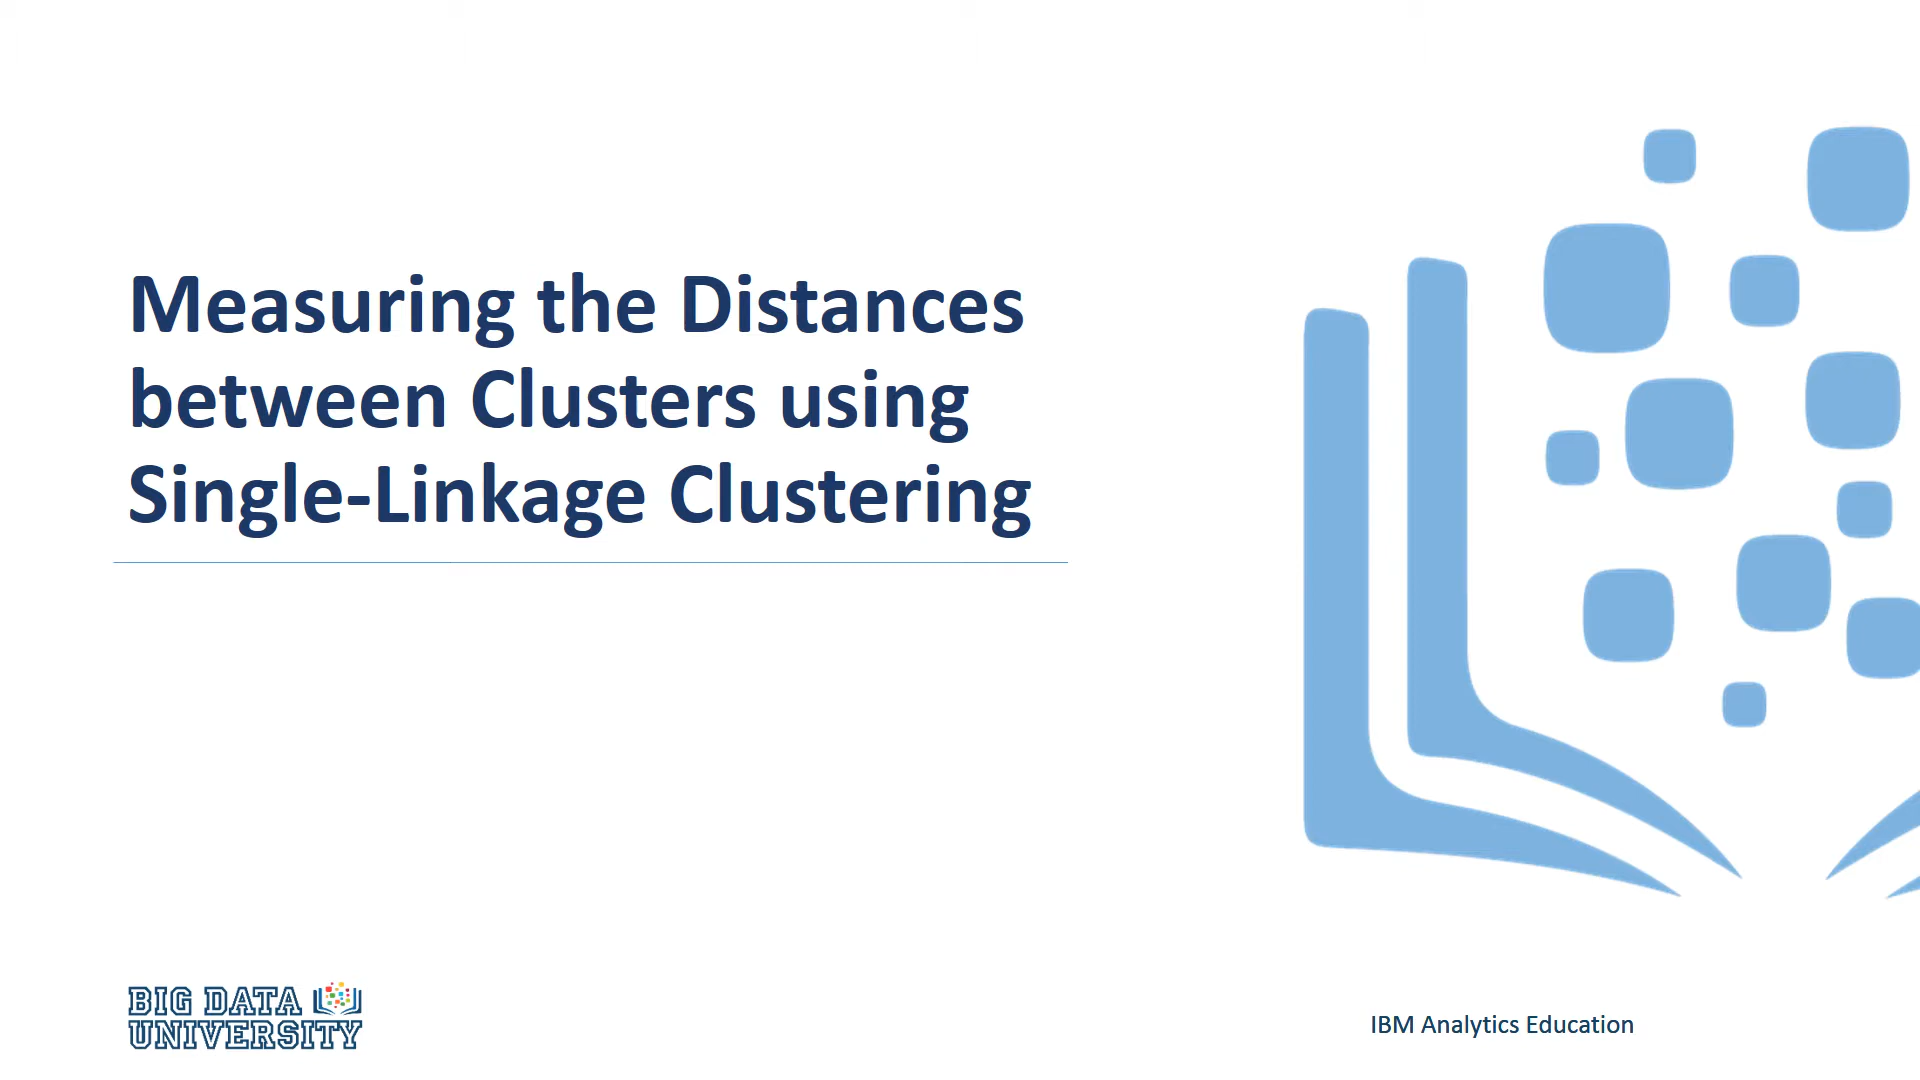 Measuring the Distances
between Clusters using
Single-Linkage Clustering
BIG DATA
UNIVERSITY
IBM Analytics Education